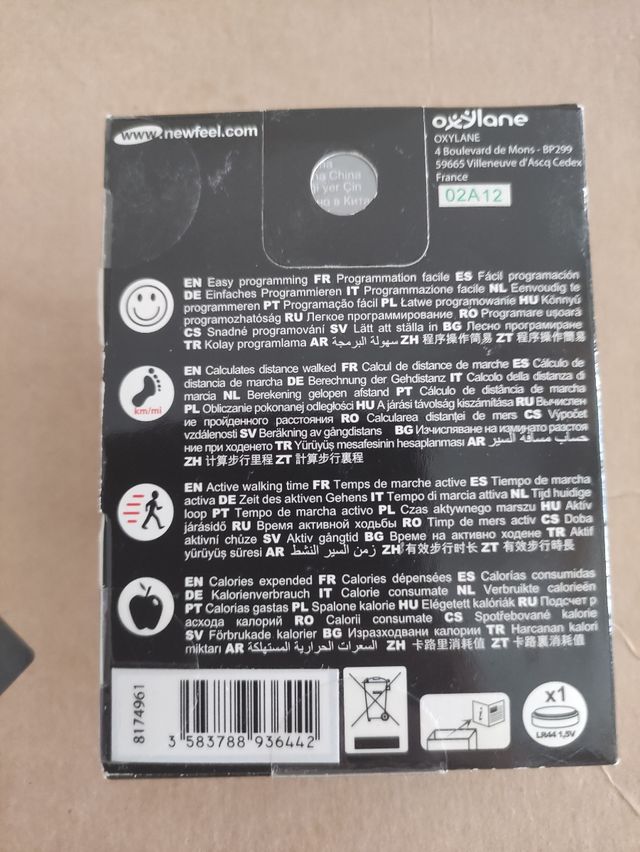 www.newfeel.com
oxylane
OXYLANE
4 Boulevard de Mons - BP299
59665 Villeneuve d'Ascq Cedex
France
02A12
na China
yer Çin
EN Easy programming FR Programmation facile ES Fácil programación
DE Einfaches Programmieren IT Programmazione facile NL Eenvoudig te
programmeren PT Programação fácil PL Łatwe programowanie HU Könnyű
programozhatóság RU Легкое программирование RO Programare ușoară
CS Snadné programování SV Lätt att ställa in BG Лесно програмиране
TR Kolay programlama AR سهولة البرمجة ZH 程序操作简易 ZT 程序操作簡易
EN Calculates distance walked FR Calcul de distance de marche ES Cálculo de
distancia de marcha DE Berechnung der Gehdistanz IT Calcolo della distanza di
marcia NL Berekening gelopen afstand PT Cálculo de distância de marcha
PL Obliczanie pokonanej odległości HU A járási távolság kiszámítása RU Вычислен
ие пройденного расстояния RO Calcularea distanței de mers CS Výpočet
vzdálenosti SV Beräkning av gångdistans BG Изчисляване на изминато разстоя
ние при ходенето TR Yürüyüş mesafesinin hesaplanması AR حساب مسافة السير
ZH 计算步行里程 ZT 計算步行裏程
EN Active walking time FR Temps de marche active ES Tiempo de marcha
activa DE Zeit des aktiven Gehens IT Tempo di marcia attiva NL Tijd huidige
loop PT Tempo de marcha activo PL Czas aktywnego marszu HU Aktív
járásidő RU Время активной ходьбы RO Timp de mers activ CS Doba
aktivní chůze SV Aktiv gångtid BG Време на активно ходене TR Aktif
yürüyüş süresi AR زمن السير النشط ZH 有效步行时长 ZT 有效步行時長
EN Calories expended FR Calories dépensées ES Calorías consumidas
DE Kalorienverbrauch IT Calorie consumate NL Verbruikte calorieën
PT Calorias gastas PL Spalone kalorie HU Elégetett kalóriák RU Подсчет р
асхода калорий RO Calorii consumate CS Spotřebované kalorie
SV Förbrukade kalorier BG Изразходвани калории TR Harcanan kalori
miktarı AR السعرات الحرارية المستهلكة ZH 卡路里消耗值 ZT 卡路裏消耗值
km/mi
8174961
3 583788 936442
i
x1
LR44 1,5V